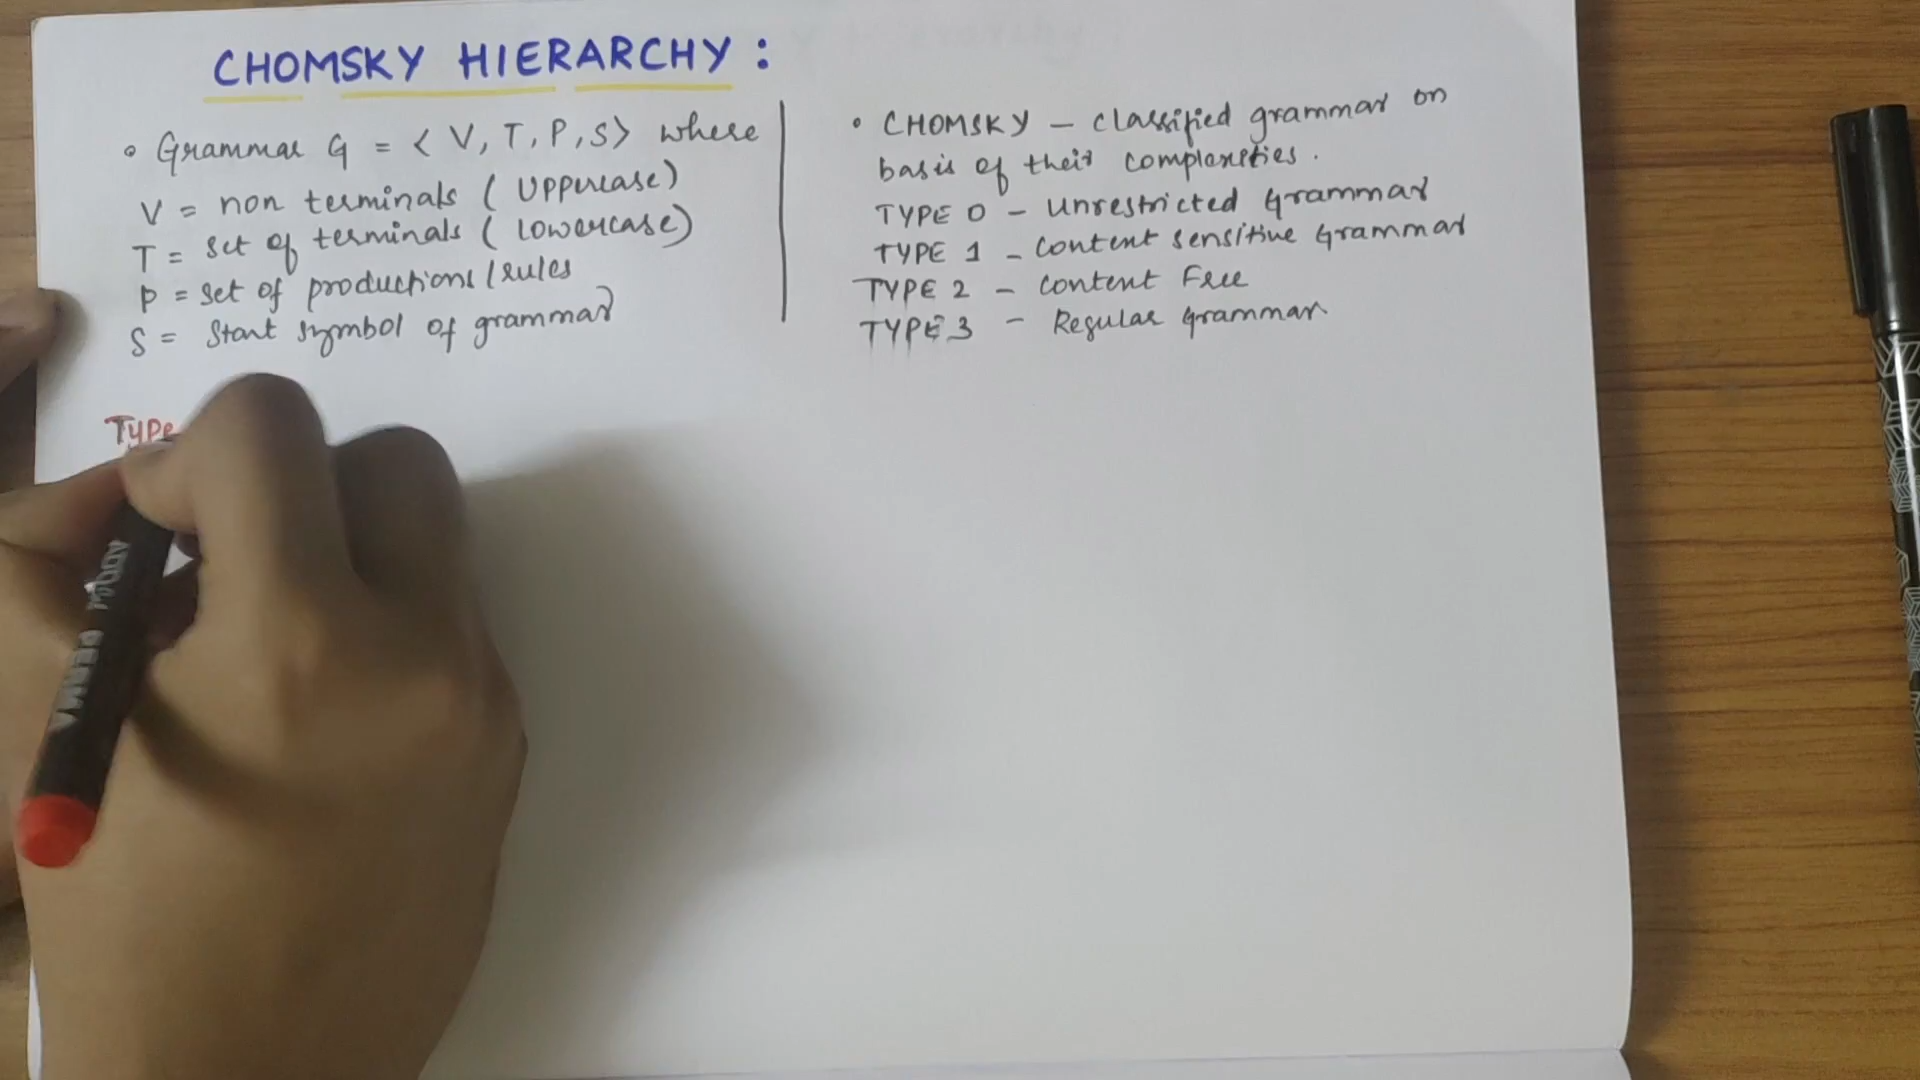 CHOMSKY HIERARCHY :
• Grammar G = < V, T, P, S > where
V = non terminals ( Uppercase )
T = set of terminals ( lowercase )
P = set of productions / rules
S = Start symbol of grammar
• CHOMSKY – classified grammar on
basis of their complexities .
TYPE 0 – Unrestricted Grammar
TYPE 1 – Content sensitive Grammar
TYPE 2 – Content Free
TYPE 3 – Regular Grammar
Type